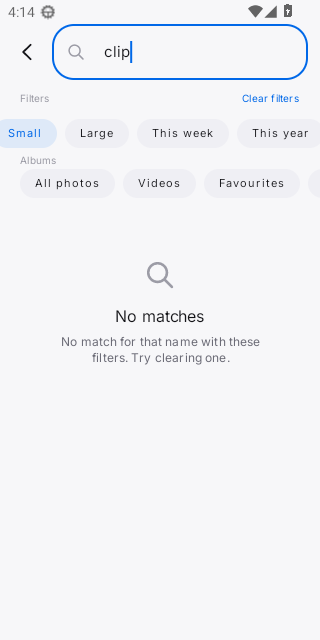 4:14
clip
Filters
Clear filters
Small
Large
This week
This year
Albums
All photos
Videos
Favourites
No matches
No match for that name with these
filters. Try clearing one.